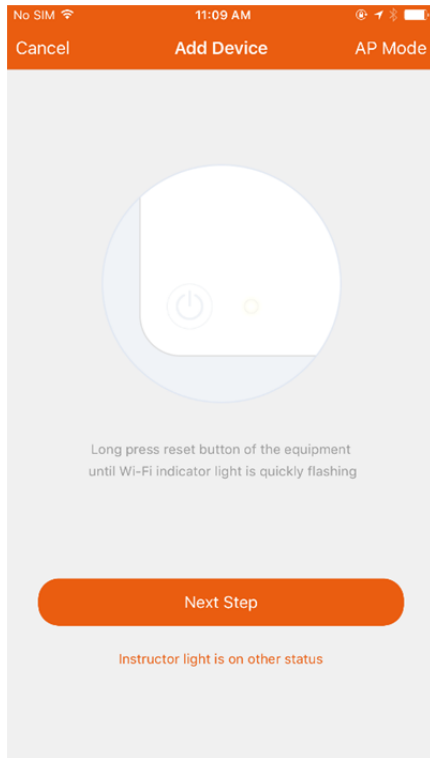 No SIM 11:09 AM
Cancel Add Device AP Mode
Long press reset button of the equipment
until Wi-Fi indicator light is quickly flashing
Next Step
Instructor light is on other status